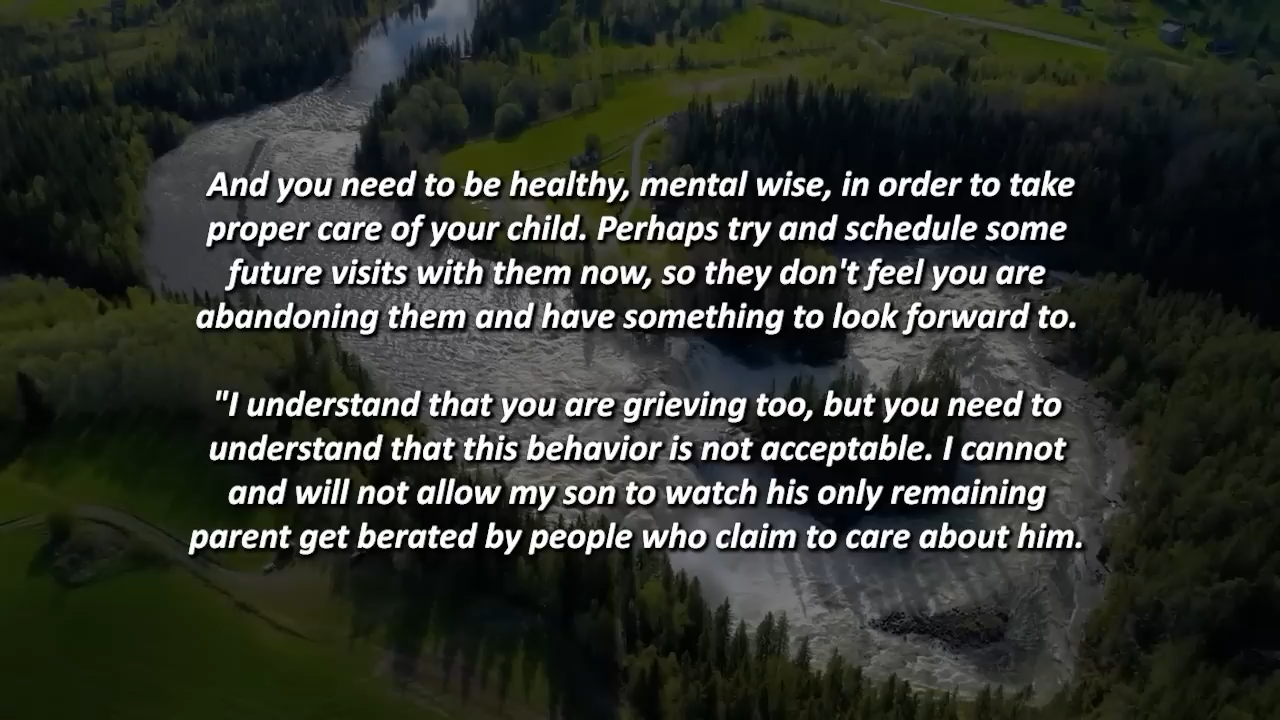 And you need to be healthy, mental wise, in order to take
proper care of your child. Perhaps try and schedule some
future visits with them now, so they don't feel you are
abandoning them and have something to look forward to.
"I understand that you are grieving too, but you need to
understand that this behavior is not acceptable. I cannot
and will not allow my son to watch his only remaining
parent get berated by people who claim to care about him.